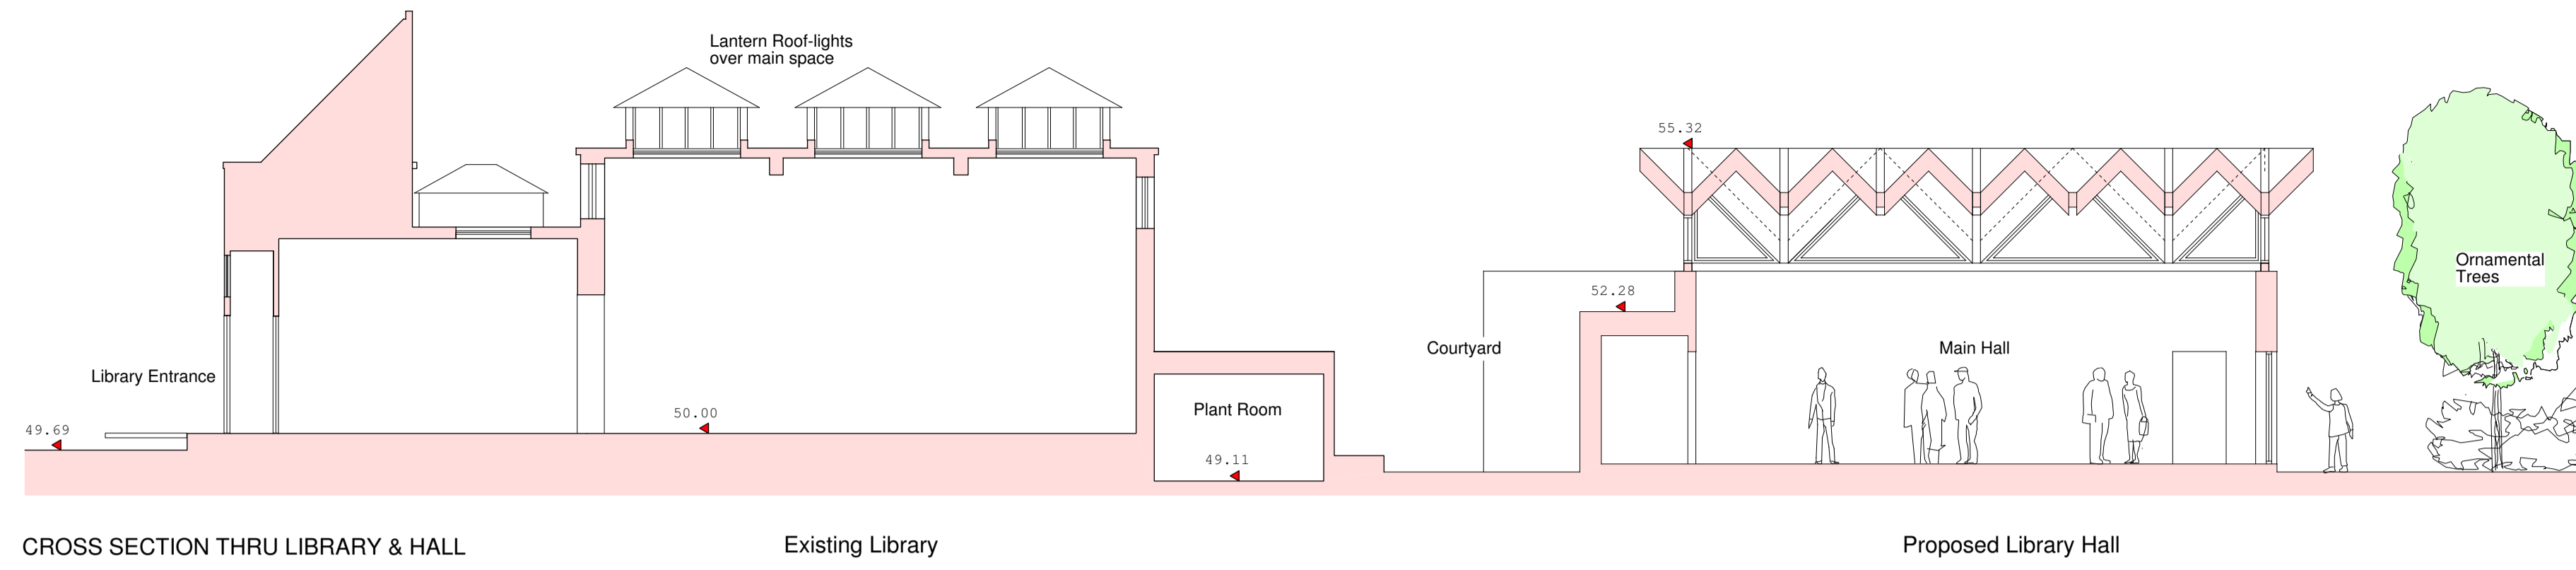 Lantern Roof-lights
over main space
55.32
Ornamental
Trees
52.28
Courtyard
Main Hall
Library Entrance
Plant Room
50.00
49.69
49.11
CROSS SECTION THRU LIBRARY & HALL
Existing Library
Proposed Library Hall